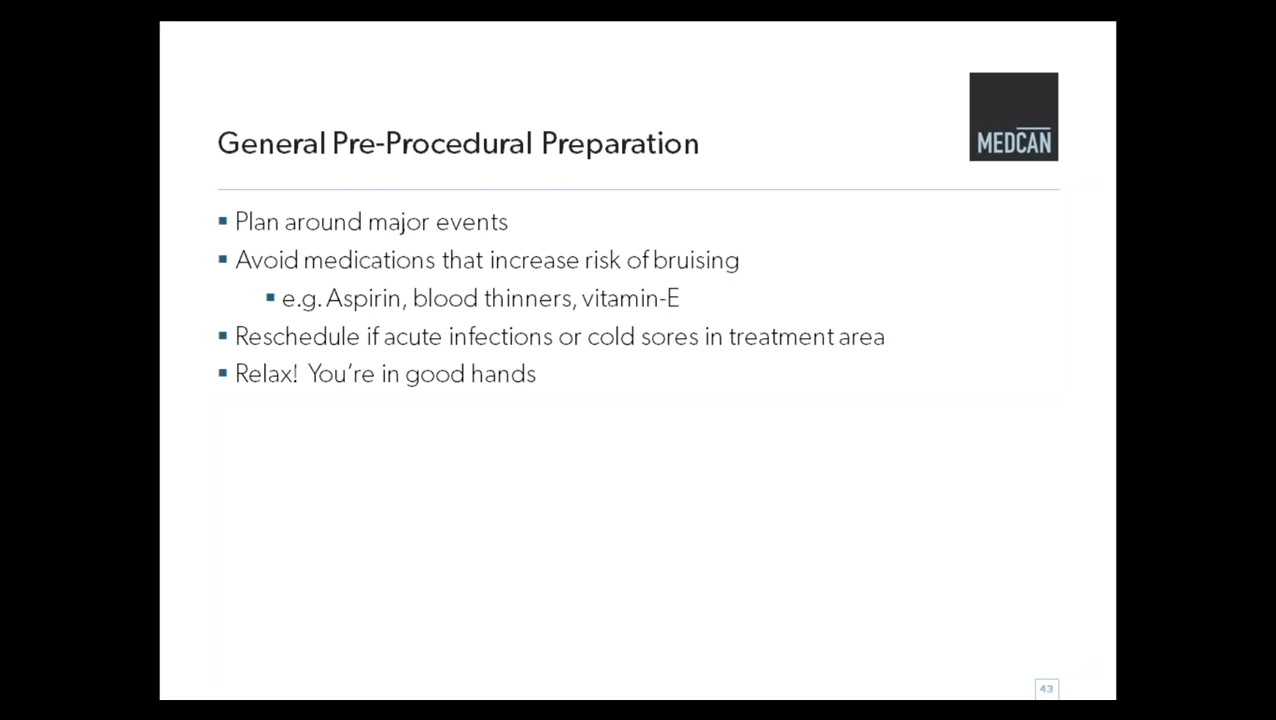 MEDCAN
General Pre-Procedural Preparation
▪ Plan around major events
▪ Avoid medications that increase risk of bruising
▪ e.g. Aspirin, blood thinners, vitamin-E
▪ Reschedule if acute infections or cold sores in treatment area
▪ Relax! You’re in good hands
43